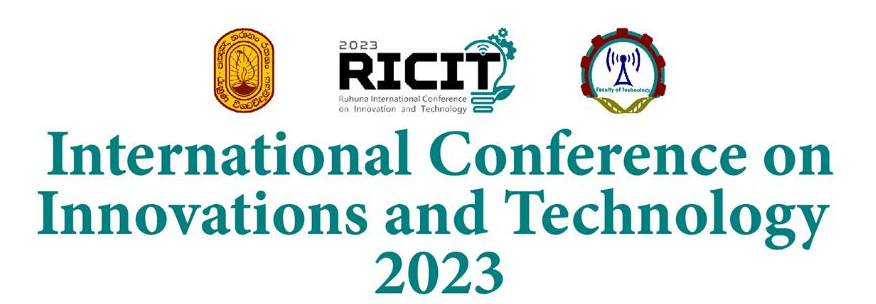 2023
RICIT
Ruhuna International Conference
on Innovation and Technology
Faculty of Technology
International Conference on
Innovations and Technology
2023